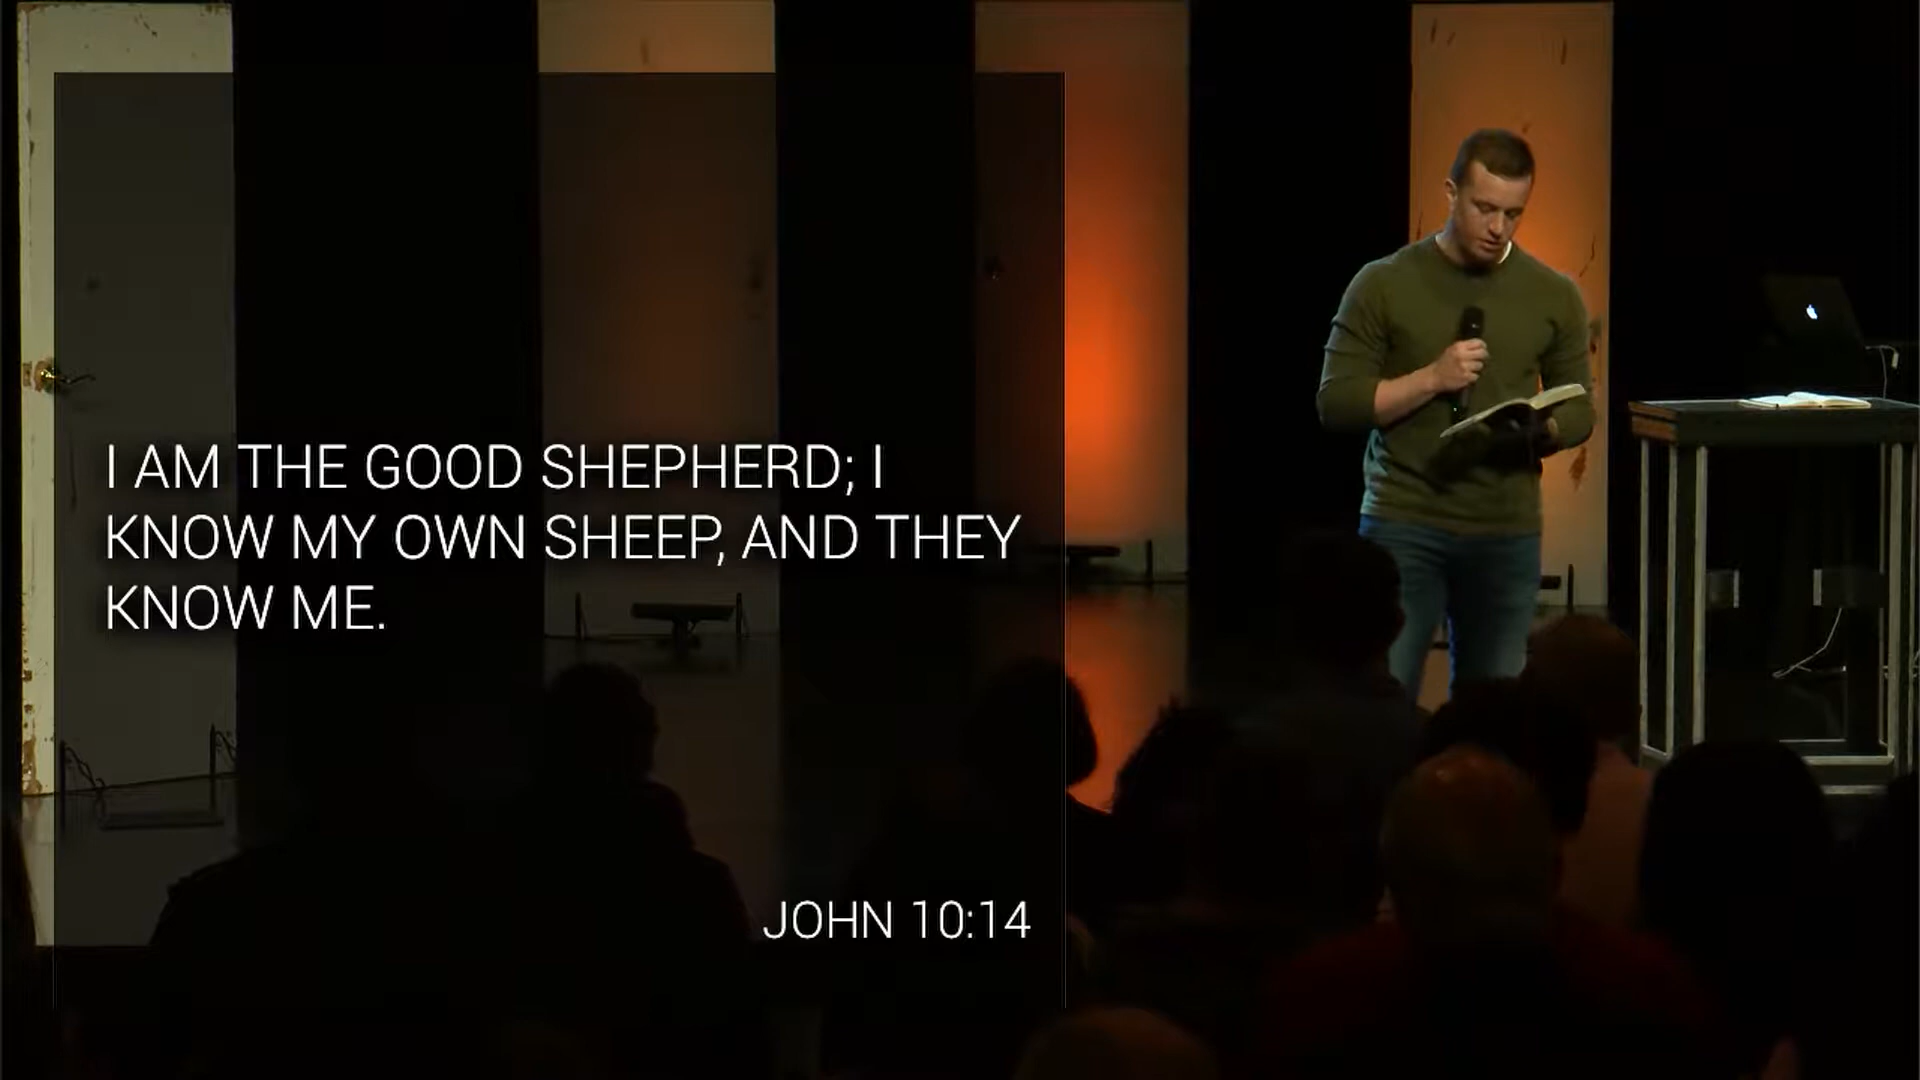 I AM THE GOOD SHEPHERD; I
KNOW MY OWN SHEEP, AND THEY
KNOW ME.
JOHN 10:14